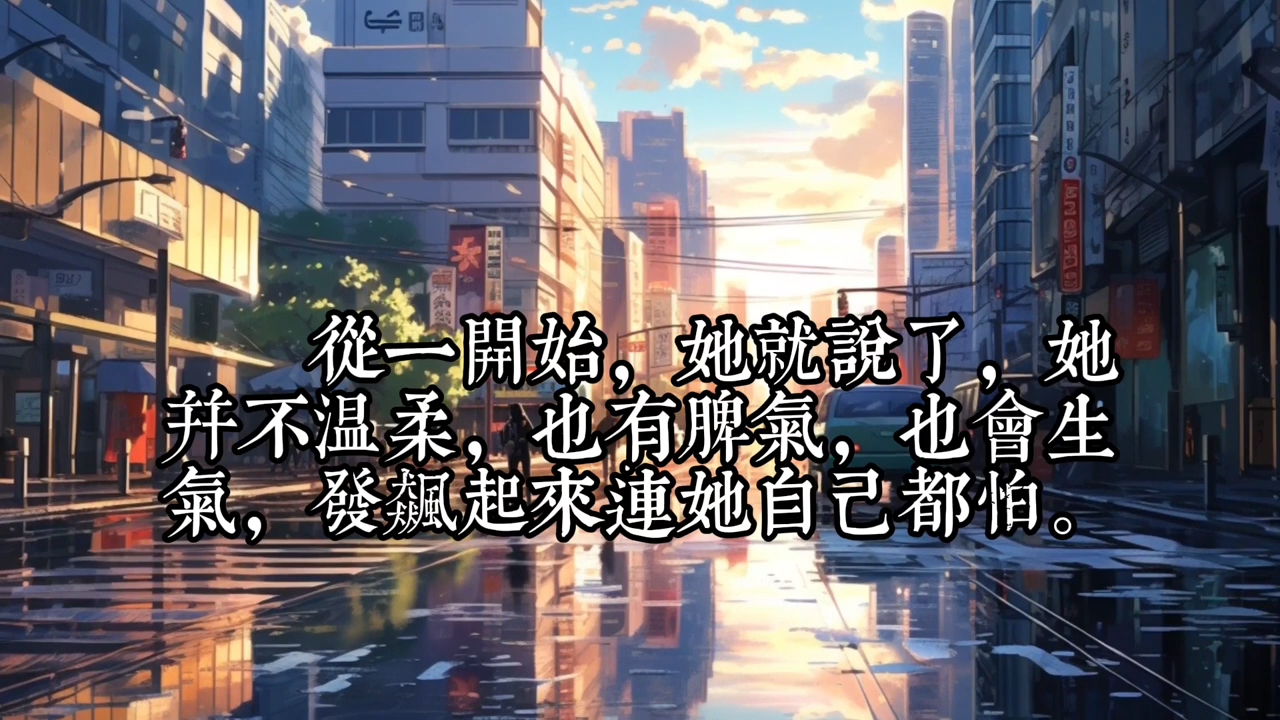 從一開始，她就說了，她
并不温柔，也有脾氣，也會生
氣，發飆起來連她自己都怕。